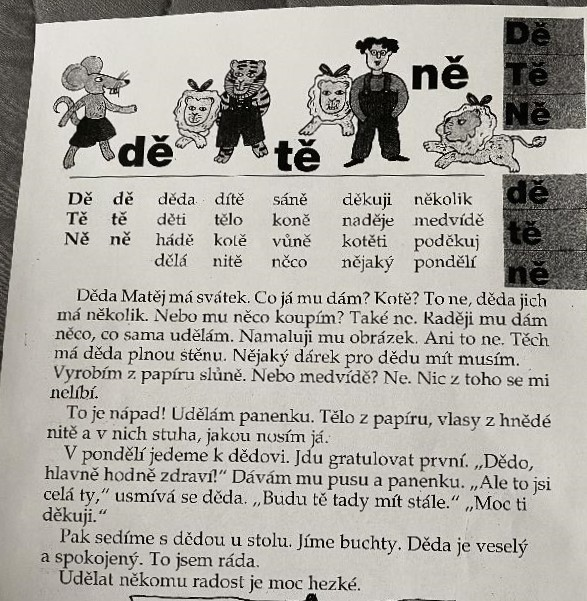 Dě
Tě
Ně
dě
tě
ně
Dě dě děda dítě sáně děkuji několik
Tě tě děti tělo koně naděje medvídě
Ně ně hádě kotě vůně kotěti poděkuj
dělá nitě něco nějaký pondělí
dě
tě
ně
Děda Matěj má svátek. Co já mu dám? Kotě? To ne, děda jich
má několik. Nebo mu něco koupím? Také ne. Raději mu dám
něco, co sama udělám. Namaluji mu obrázek. Ani to ne. Těch
má děda plnou stěnu. Nějaký dárek pro dědu mít musím.
Vyrobím z papíru slůně. Nebo medvídě? Ne. Nic z toho se mi
nelíbí.
To je nápad! Udělám panenku. Tělo z papíru, vlasy z hnědé
nitě a v nich stuha, jakou nosím já.
V pondělí jedeme k dědovi. Jdu gratulovat první. „Dědo,
hlavně hodně zdraví!" Dávám mu pusu a panenku. „Ale to jsi
celá ty," usmívá se děda. „Budu tě tady mít stále." „Moc ti
děkuji."
Pak sedíme s dědou u stolu. Jíme buchty. Děda je veselý
a spokojený. To jsem ráda.
Udělat někomu radost je moc hezké.